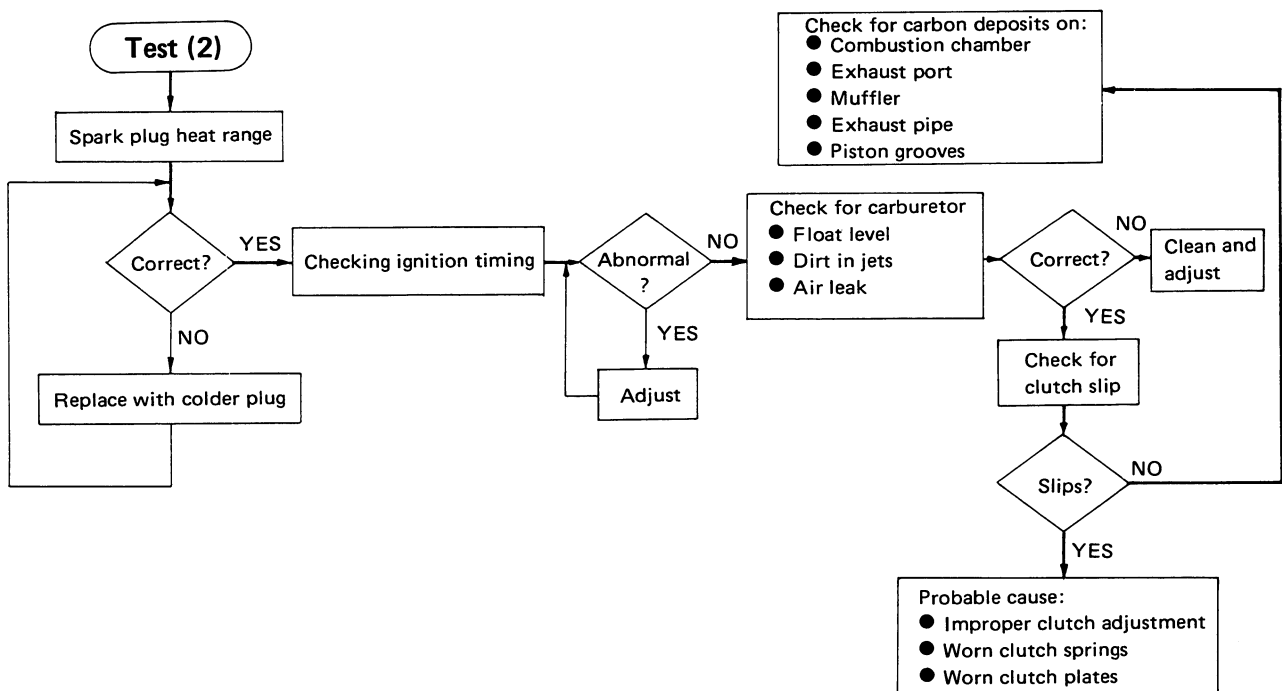 Test (2)
Spark plug heat range
Correct?
YES
NO
Replace with colder plug
Checking ignition timing
Abnormal
?
NO
YES
Adjust
Check for carburetor
● Float level
● Dirt in jets
● Air leak
Correct?
NO
Clean and
adjust
YES
Check for
clutch slip
Slips?
NO
YES
Probable cause:
● Improper clutch adjustment
● Worn clutch springs
● Worn clutch plates
Check for carbon deposits on:
● Combustion chamber
● Exhaust port
● Muffler
● Exhaust pipe
● Piston grooves